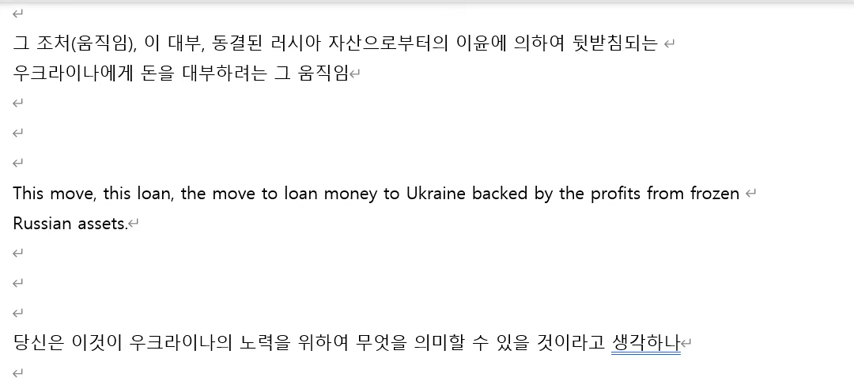 그 조처(움직임), 이 대부, 동결된 러시아 자산으로부터의 이윤에 의하여 뒷받침되는
우크라이나에게 돈을 대부하려는 그 움직임
This move, this loan, the move to loan money to Ukraine backed by the profits from frozen
Russian assets.
당신은 이것이 우크라이나의 노력을 위하여 무엇을 의미할 수 있을 것이라고 생각하나